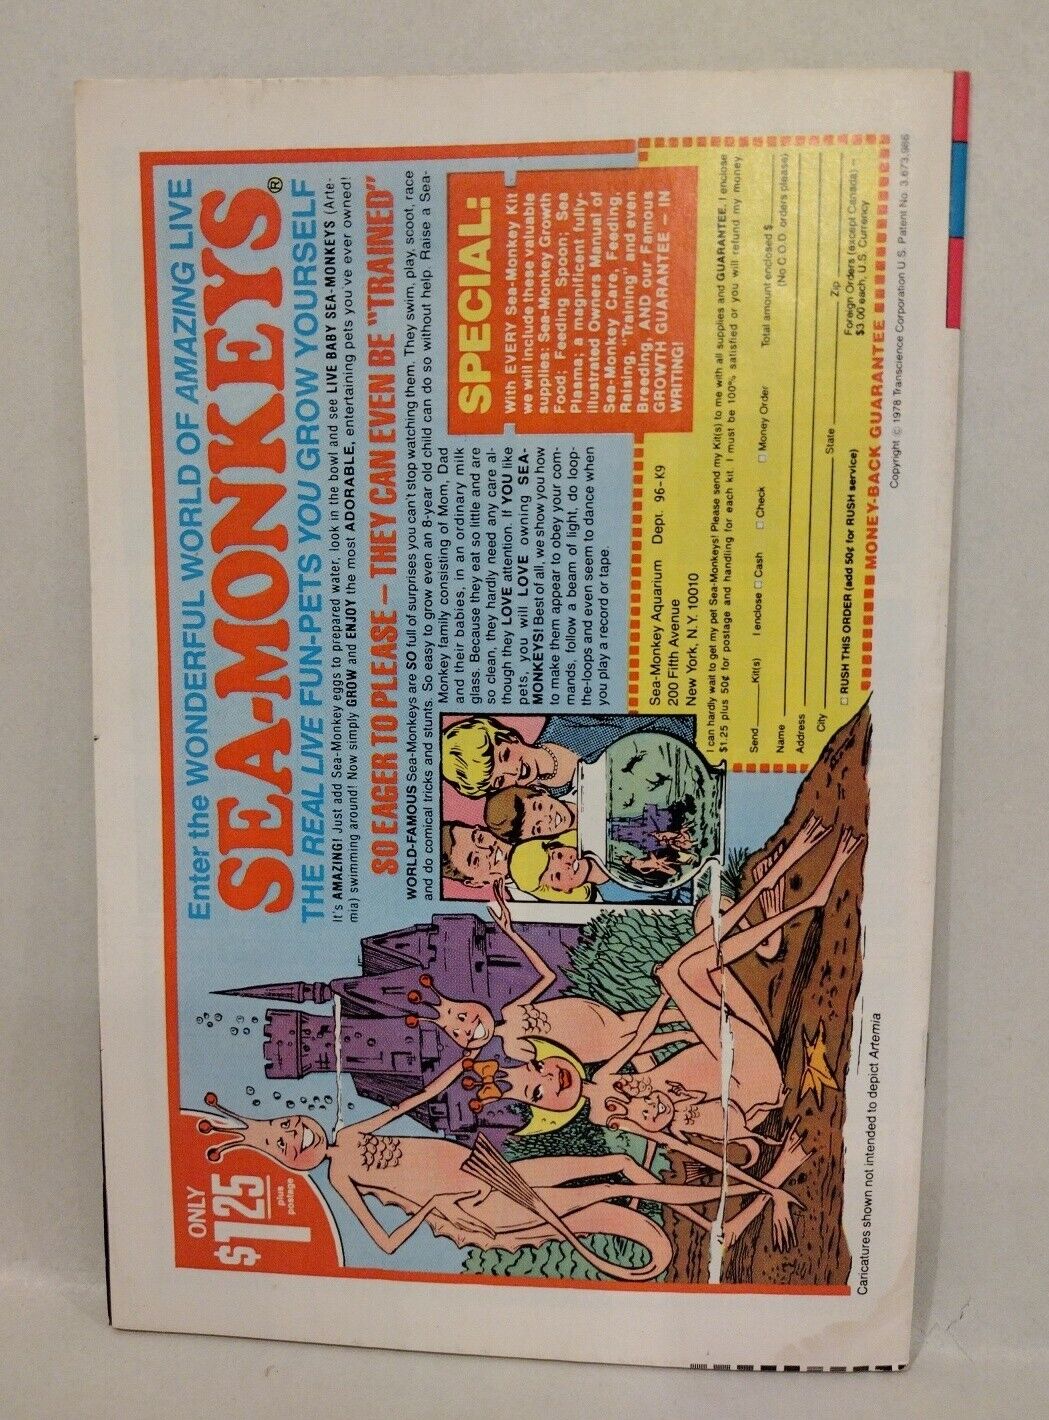 ONLY
$1.25
plus
postage
Enter the WONDERFUL WORLD OF AMAZING LIVE
SEA-MONKEYS®
THE REAL LIVE FUN-PETS YOU GROW YOURSELF
It's AMAZING! Just add Sea-Monkey eggs to prepared water, look in the bowl and see LIVE BABY SEA-MONKEYS (Arte-
mia) swimming around! Now simply GROW and ENJOY the most ADORABLE, entertaining pets you've ever owned!
SO EAGER TO PLEASE – THEY CAN EVEN BE "TRAINED"
WORLD-FAMOUS Sea-Monkeys are SO full of surprises you can't stop watching them. They swim, play, scoot, race
and do comical tricks and stunts. So easy to grow even an 8-year old child can do so without help. Raise a Sea-
Monkey family consisting of Mom, Dad
and their babies, in an ordinary milk
glass. Because they eat so little and are
so clean, they hardly need any care al-
though they LOVE attention. If YOU like
pets, you will LOVE owning SEA-
MONKEYS! Best of all, we show you how
to make them appear to obey your com-
mands, follow a beam of light, do loop-
the-loops and even seem to dance when
you play a record or tape.
SPECIAL:
With EVERY Sea-Monkey Kit
we will include these valuable
supplies: Sea-Monkey Growth
Food; Feeding Spoon; Sea
Plasma; a magnificent fully-
illustrated Owners Manual of
Sea-Monkey Care, Feeding,
Raising, "Training" and even
Breeding, AND our Famous
GROWTH GUARANTEE – IN
WRITING!
Sea-Monkey Aquarium Dept. 96-K9
200 Fifth Avenue
New York, N.Y. 10010
I can hardly wait to get my pet Sea-Monkeys! Please send my Kit(s) to me with all supplies and GUARANTEE. I enclose
$1.25 plus 50¢ for postage and handling for each kit. I must be 100% satisfied or you will refund my money.
Send Kit(s) I enclose Cash Check Money Order Total amount enclosed $
(No C.O.D. orders please)
Name
Address
City State Zip
RUSH THIS ORDER (add 50¢ for RUSH service)
Foreign Orders (except Canada) –
$3.00 each, U.S. Currency
MONEY-BACK GUARANTEE
Copyright © 1978 Transcience Corporation U.S. Patent No. 3,673,986
Caricatures shown not intended to depict Artemia